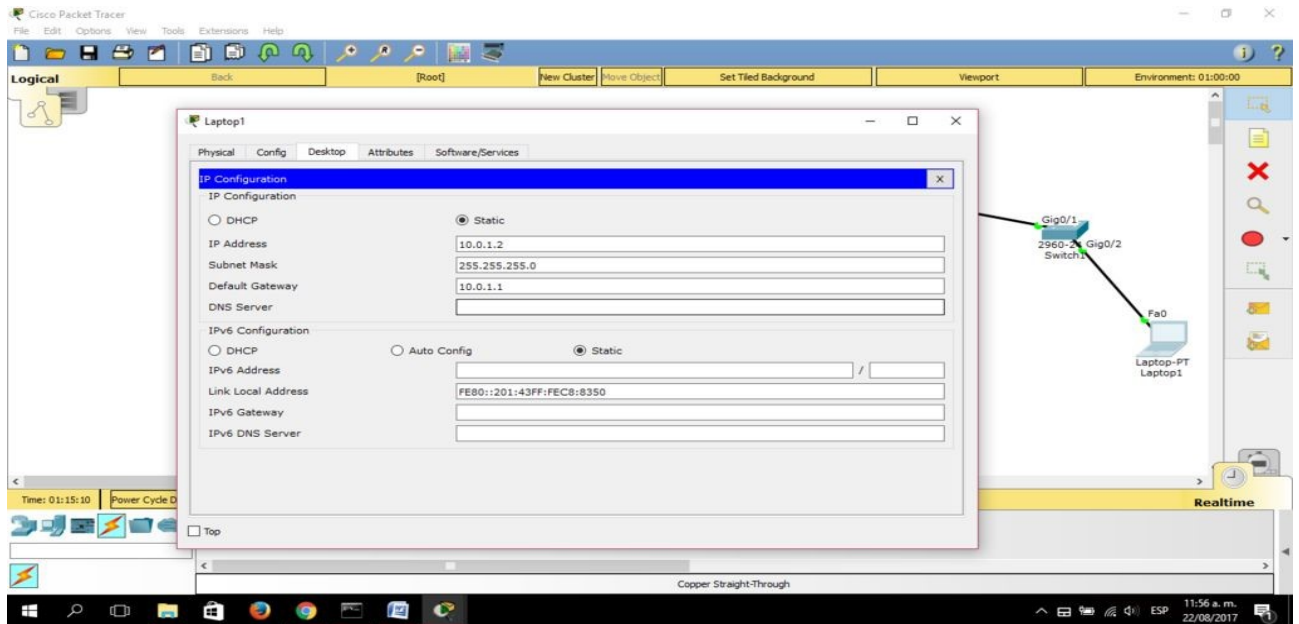 Cisco Packet Tracer
File Edit Options View Tools Extensions Help
Logical Back [Root] New Cluster Move Object Set Tiled Background Viewport Environment: 01:00:00
Laptop1
Physical Config Desktop Attributes Software/Services
IP Configuration X
IP Configuration
DHCP Static
IP Address 10.0.1.2
Subnet Mask 255.255.255.0
Default Gateway 10.0.1.1
DNS Server
IPv6 Configuration
DHCP Auto Config Static
IPv6 Address /
Link Local Address FE80::201:43FF:FEC8:8350
IPv6 Gateway
IPv6 DNS Server
Top
Gig0/1
2960-24 Gig0/2
Switch1
Fa0
Laptop-PT
Laptop1
Time: 01:15:10 Power Cycle D
Realtime
Copper Straight-Through
ESP 11:56 a. m.
22/08/2017